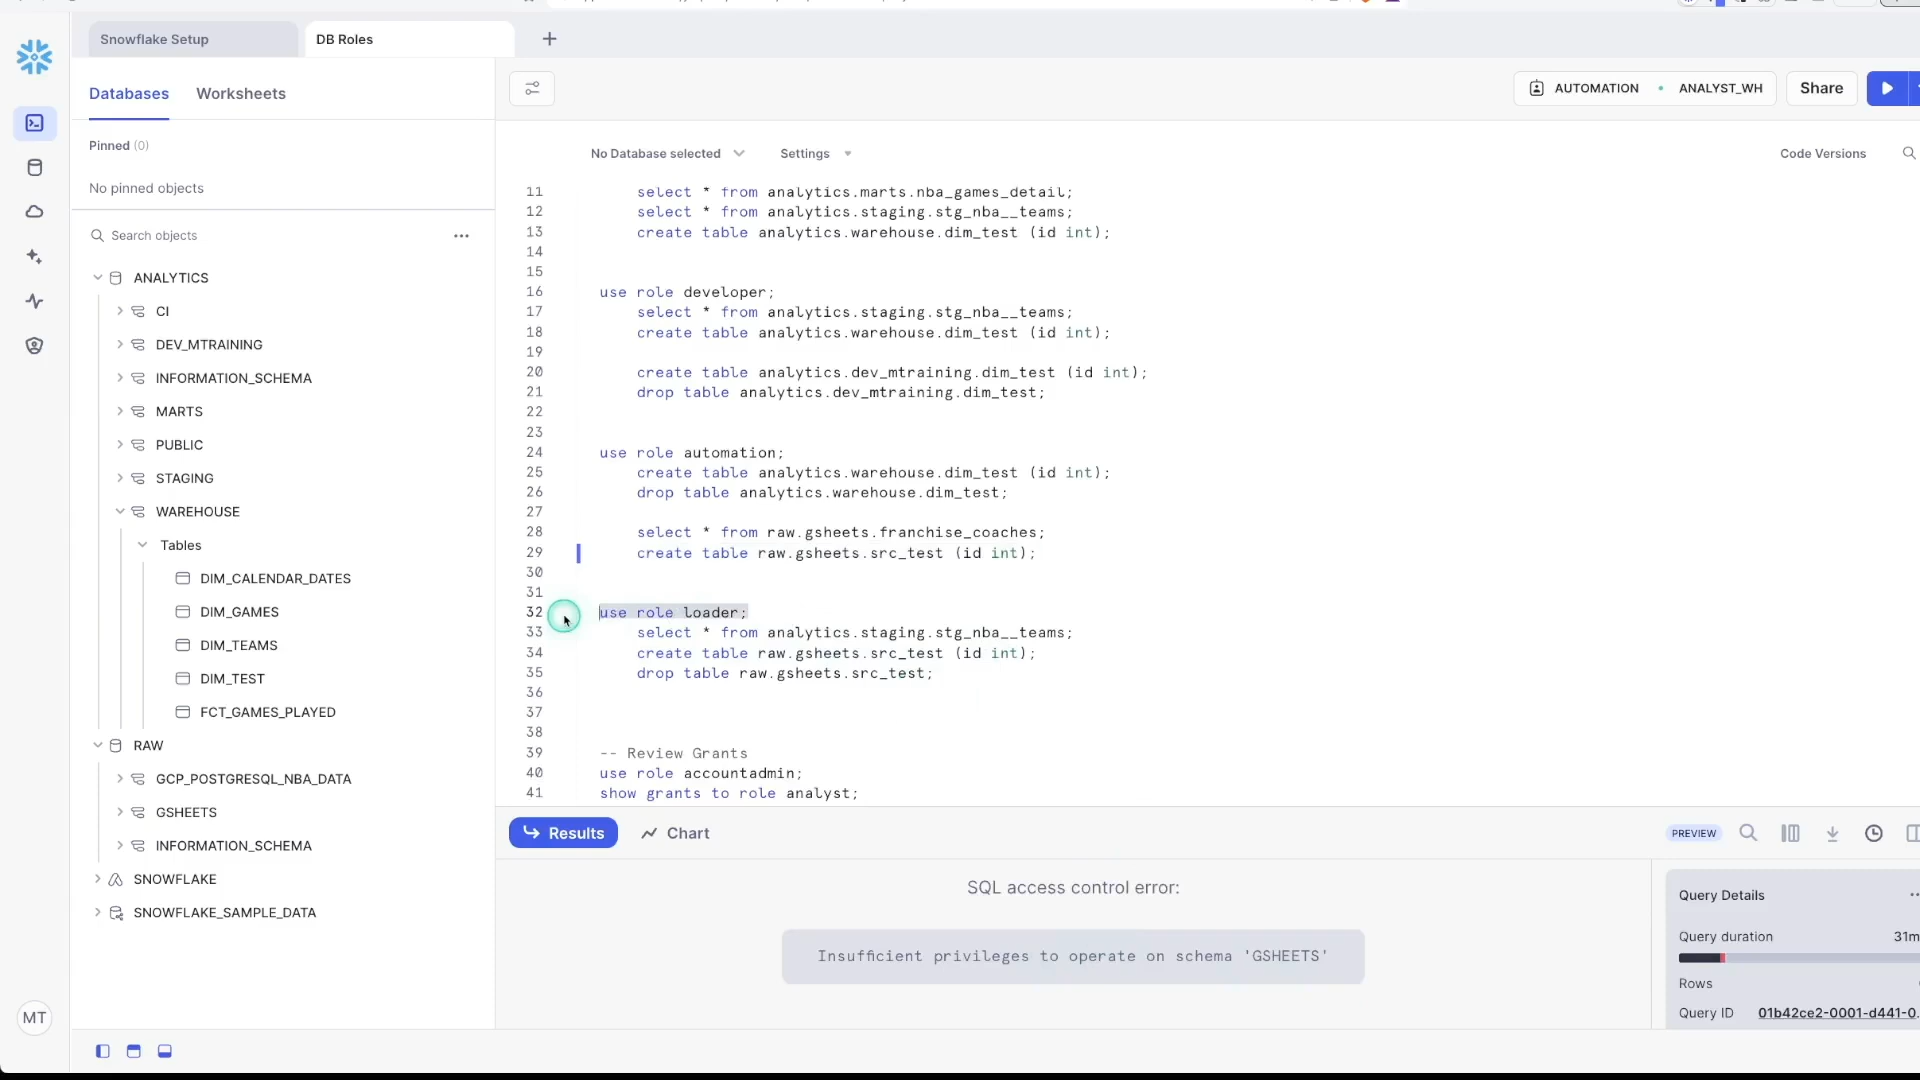 Snowflake Setup
DB Roles
Databases
Worksheets
AUTOMATION • ANALYST_WH
Share
Pinned (0)
No pinned objects
Search objects
ANALYTICS
CI
DEV_MTRAINING
INFORMATION_SCHEMA
MARTS
PUBLIC
STAGING
WAREHOUSE
Tables
DIM_CALENDAR_DATES
DIM_GAMES
DIM_TEAMS
DIM_TEST
FCT_GAMES_PLAYED
RAW
GCP_POSTGRESQL_NBA_DATA
GSHEETS
INFORMATION_SCHEMA
SNOWFLAKE
SNOWFLAKE_SAMPLE_DATA
MT
No Database selected
Settings
Code Versions
11 select * from analytics.marts.nba_games_detail;
12 select * from analytics.staging.stg_nba__teams;
13 create table analytics.warehouse.dim_test (id int);
14
15
16 use role developer;
17 select * from analytics.staging.stg_nba__teams;
18 create table analytics.warehouse.dim_test (id int);
19
20 create table analytics.dev_mtraining.dim_test (id int);
21 drop table analytics.dev_mtraining.dim_test;
22
23
24 use role automation;
25 create table analytics.warehouse.dim_test (id int);
26 drop table analytics.warehouse.dim_test;
27
28 select * from raw.gsheets.franchise_coaches;
29 create table raw.gsheets.src_test (id int);
30
31
32 use role loader;
33 select * from analytics.staging.stg_nba__teams;
34 create table raw.gsheets.src_test (id int);
35 drop table raw.gsheets.src_test;
36
37
38
39 -- Review Grants
40 use role accountadmin;
41 show grants to role analyst;
Results
Chart
PREVIEW
SQL access control error:
Insufficient privileges to operate on schema 'GSHEETS'
Query Details
Query duration 31m
Rows
Query ID 01b42ce2-0001-d441-0.